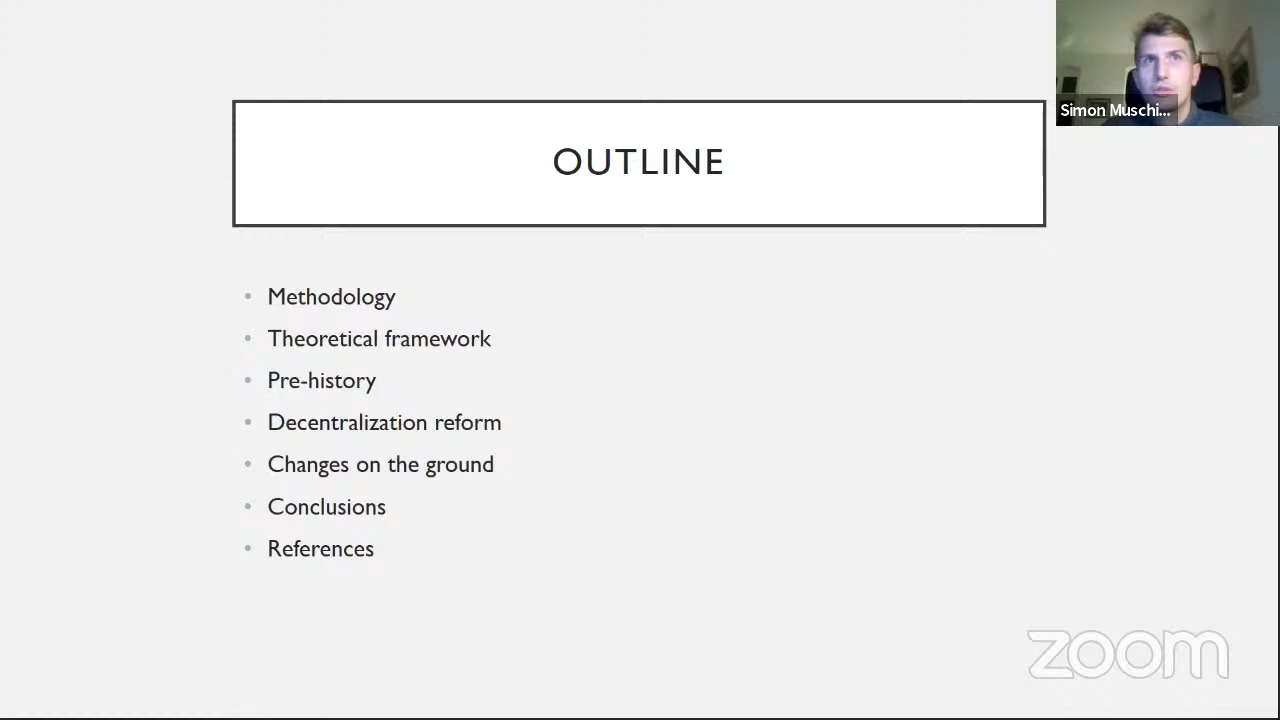 OUTLINE
Simon Muschi...
• Methodology
• Theoretical framework
• Pre-history
• Decentralization reform
• Changes on the ground
• Conclusions
• References
zoom